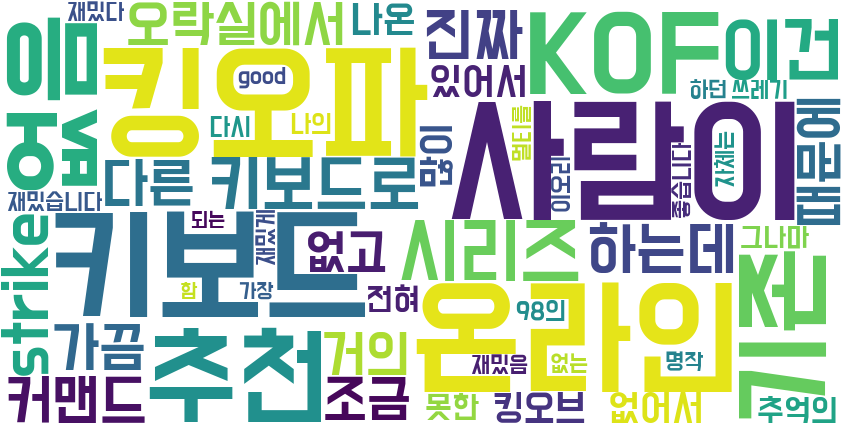 재밌다
오락실에서
나온
진짜
KOF
이건
없음
킹오파
good
있어서
하던 쓰레기
다시
나의
많이
멀티를
사람이
자체는
좋습니다
이오리
때문에
다른
키보드로
재밌습니다
되는
재밌게
키보드
없고
시리즈
하는데
그나마
strike
함
가장
전혀
온라인
98의
격기
가끔
추천
거의
재밌음
없는
명작
커맨드
조금
못한
킹오브
없어서
추억의